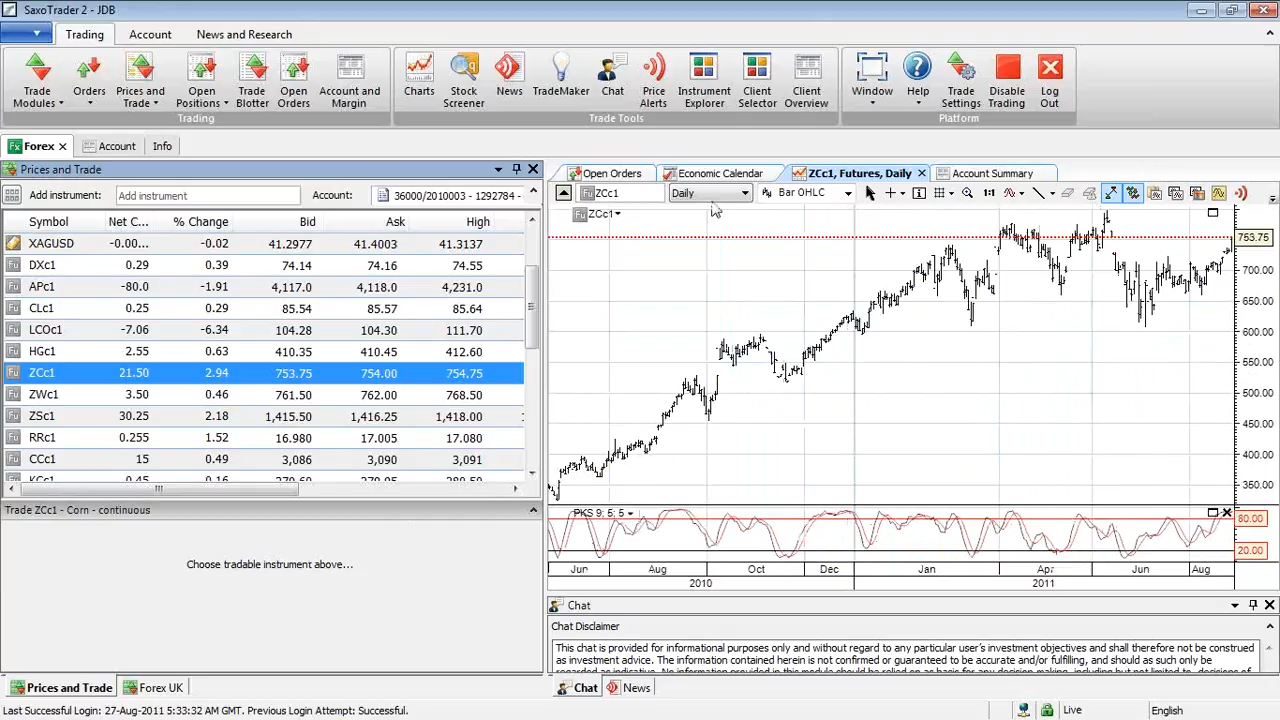 SaxoTrader 2 - JDB
Trading Account News and Research
Trade Modules Orders Prices and Trade Open Positions Trade Blotter Open Orders Account and Margin Charts Stock Screener News TradeMaker Chat Price Alerts Instrument Explorer Client Selector Client Overview Window Help Trade Settings Disable Trading Log Out
Trading Trade Tools Platform
Fx Forex Account Info
Prices and Trade
Open Orders Economic Calendar ZCc1, Futures, Daily Account Summary
Add instrument: Add instrument Account: 36000/2010003 - 1292784
ZCc1 Daily Bar OHLC 1:1
Symbol Net C... % Change Bid Ask High
XAGUSD -0.00... -0.02 41.2977 41.4003 41.3137
DXc1 0.29 0.39 74.14 74.16 74.55
APc1 -80.0 -1.91 4,117.0 4,118.0 4,231.0
CLc1 0.25 0.29 85.54 85.57 85.64
LCOc1 -7.06 -6.34 104.28 104.30 111.70
HGc1 2.55 0.63 410.35 410.45 412.60
ZCc1 21.50 2.94 753.75 754.00 754.75
ZWc1 3.50 0.46 761.50 762.00 768.50
ZSc1 30.25 2.18 1,415.50 1,416.25 1,418.00
RRc1 0.255 1.52 16.980 17.005 17.080
CCc1 15 0.49 3,086 3,090 3,091
Trade ZCc1 - Corn - continuous
Choose tradable instrument above...
ZCc1
753.75
700.00
650.00
600.00
550.00
500.00
450.00
400.00
350.00
PKS 9; 5; 5
80.00
20.00
Jun Aug Oct Dec Jan Apr Jun Aug
2010 2011
Chat
Chat Disclaimer
This chat is provided for informational purposes only and without regard to any particular user's investment objectives and shall therefore not be construed
as investment advice. The information contained herein is not confirmed or guaranteed to be accurate and/or fulfilling, and should as such only be
Prices and Trade Forex UK
Chat News
Last Successful Login: 27-Aug-2011 5:33:32 AM GMT. Previous Login Attempt: Successful.
Live English